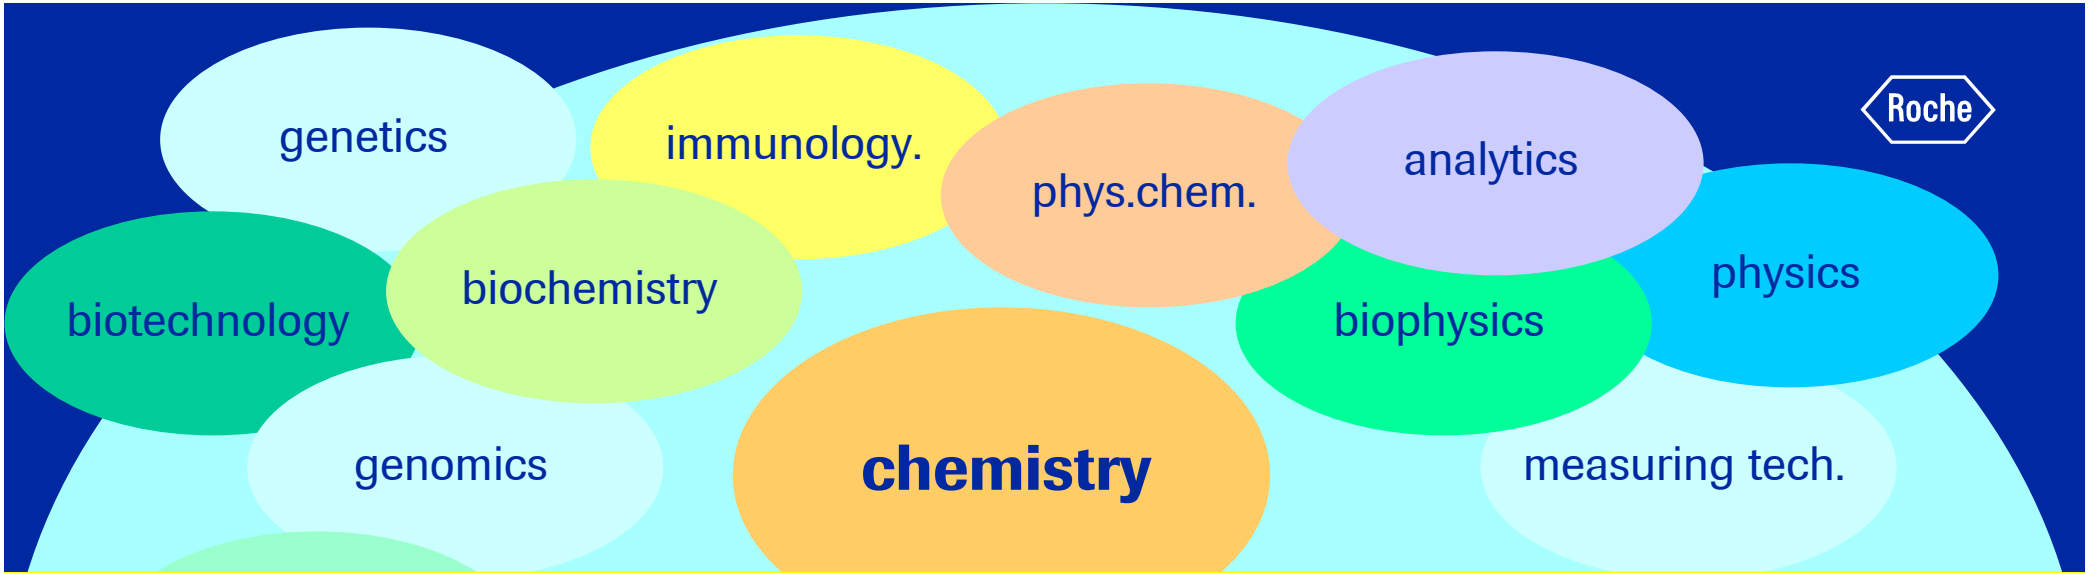 genetics
immunology.
phys.chem.
analytics
Roche
biotechnology
biochemistry
biophysics
physics
genomics
chemistry
measuring tech.